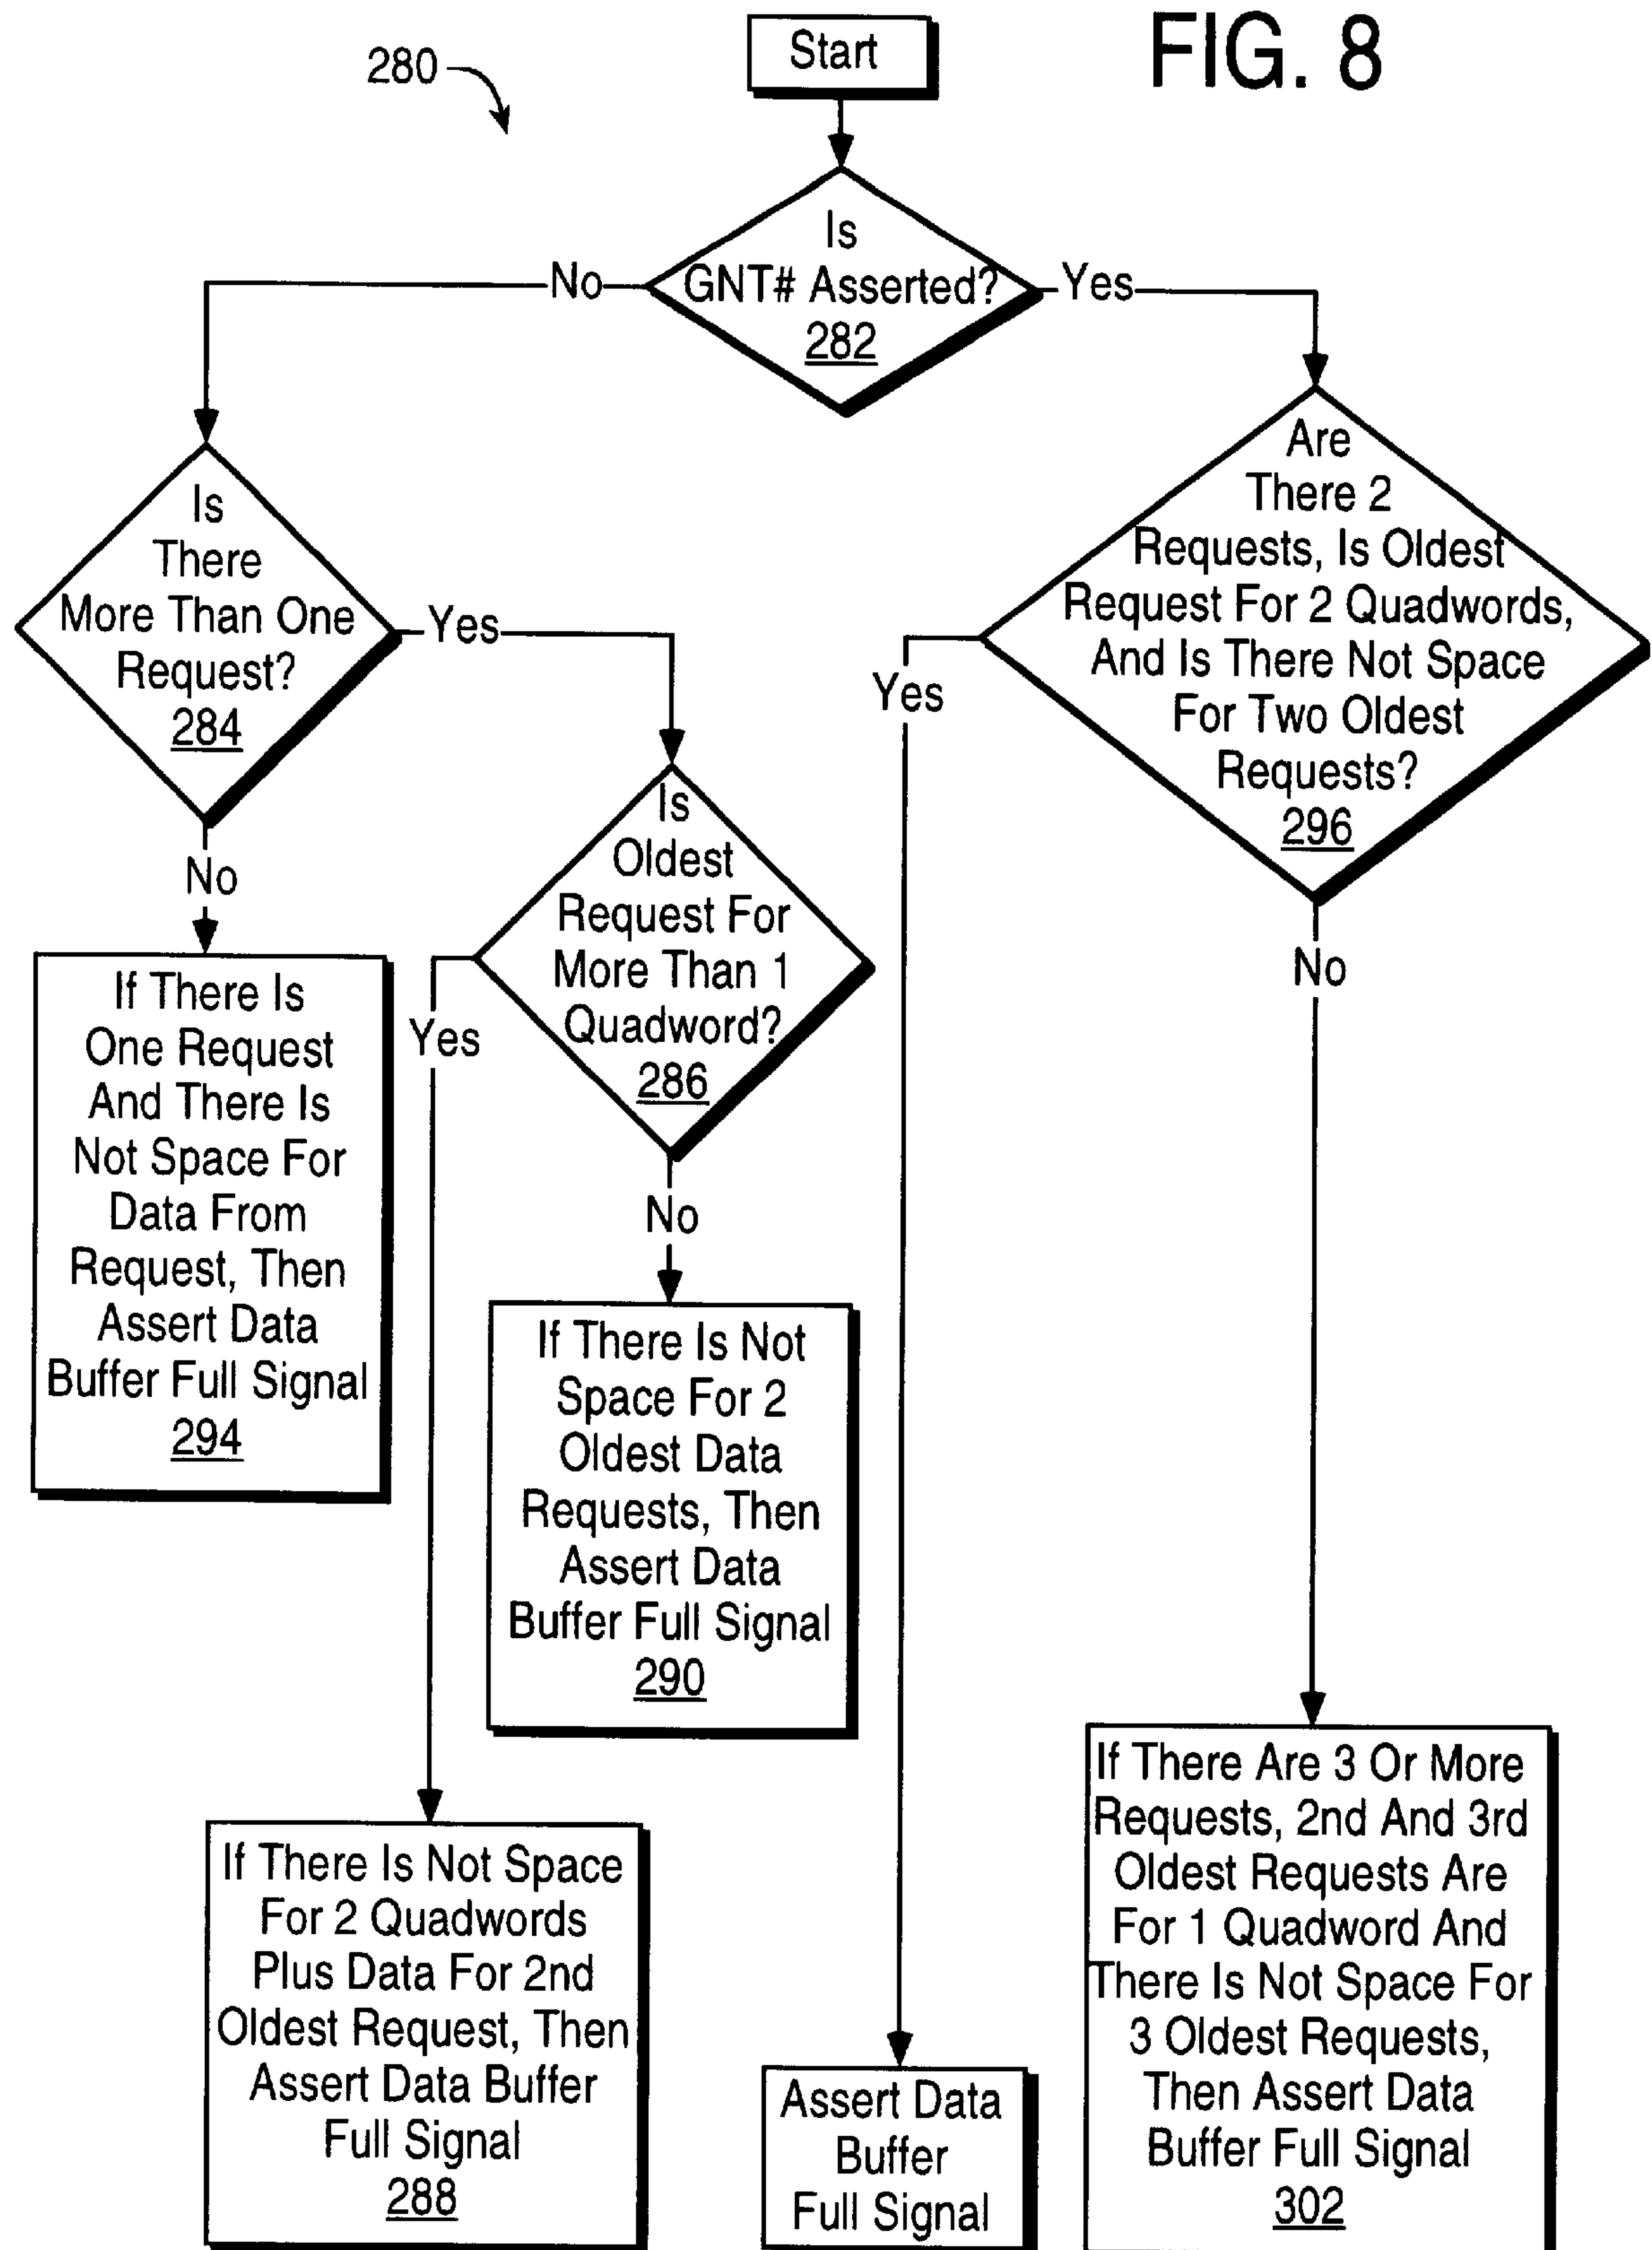 FIG. 8
280
Start
Is
GNT# Asserted?
282
No
Yes
Is
There
More Than One
Request?
284
Yes
No
Are
There 2
Requests, Is Oldest
Request For 2 Quadwords,
And Is There Not Space
For Two Oldest
Requests?
296
Yes
No
Is
Oldest
Request For
More Than 1
Quadword?
286
Yes
No
If There Is
One Request
And There Is
Not Space For
Data From
Request, Then
Assert Data
Buffer Full Signal
294
If There Is Not
Space For 2
Oldest Data
Requests, Then
Assert Data
Buffer Full Signal
290
If There Is Not Space
For 2 Quadwords
Plus Data For 2nd
Oldest Request, Then
Assert Data Buffer
Full Signal
288
Assert Data
Buffer
Full Signal
If There Are 3 Or More
Requests, 2nd And 3rd
Oldest Requests Are
For 1 Quadword And
There Is Not Space For
3 Oldest Requests,
Then Assert Data
Buffer Full Signal
302